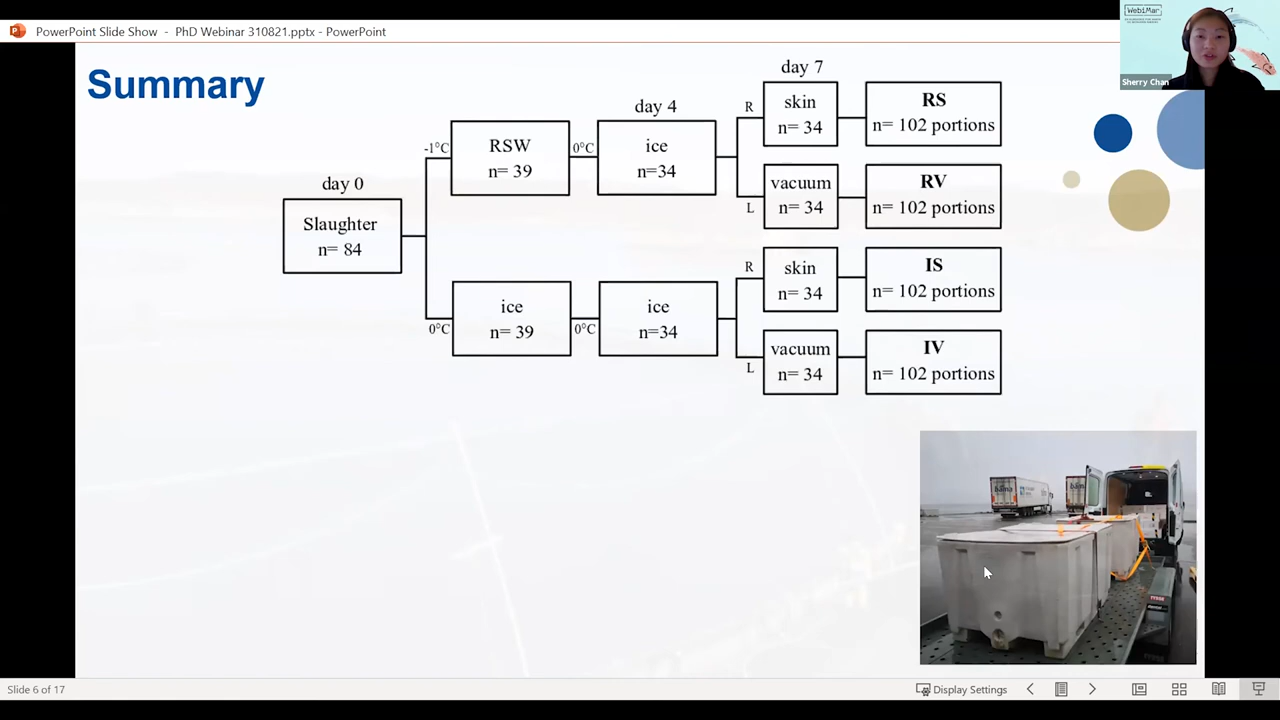 PowerPoint Slide Show - PhD Webinar 310821.pptx - PowerPoint
WebiMar
Sherry Chan
Summary
day 0
Slaughter
n= 84
-1°C
RSW
n= 39
0°C
day 4
ice
n=34
day 7
R
skin
n= 34
RS
n= 102 portions
L
vacuum
n= 34
RV
n= 102 portions
0°C
ice
n= 39
0°C
ice
n=34
R
skin
n= 34
IS
n= 102 portions
L
vacuum
n= 34
IV
n= 102 portions
bama
Slide 6 of 17
Display Settings